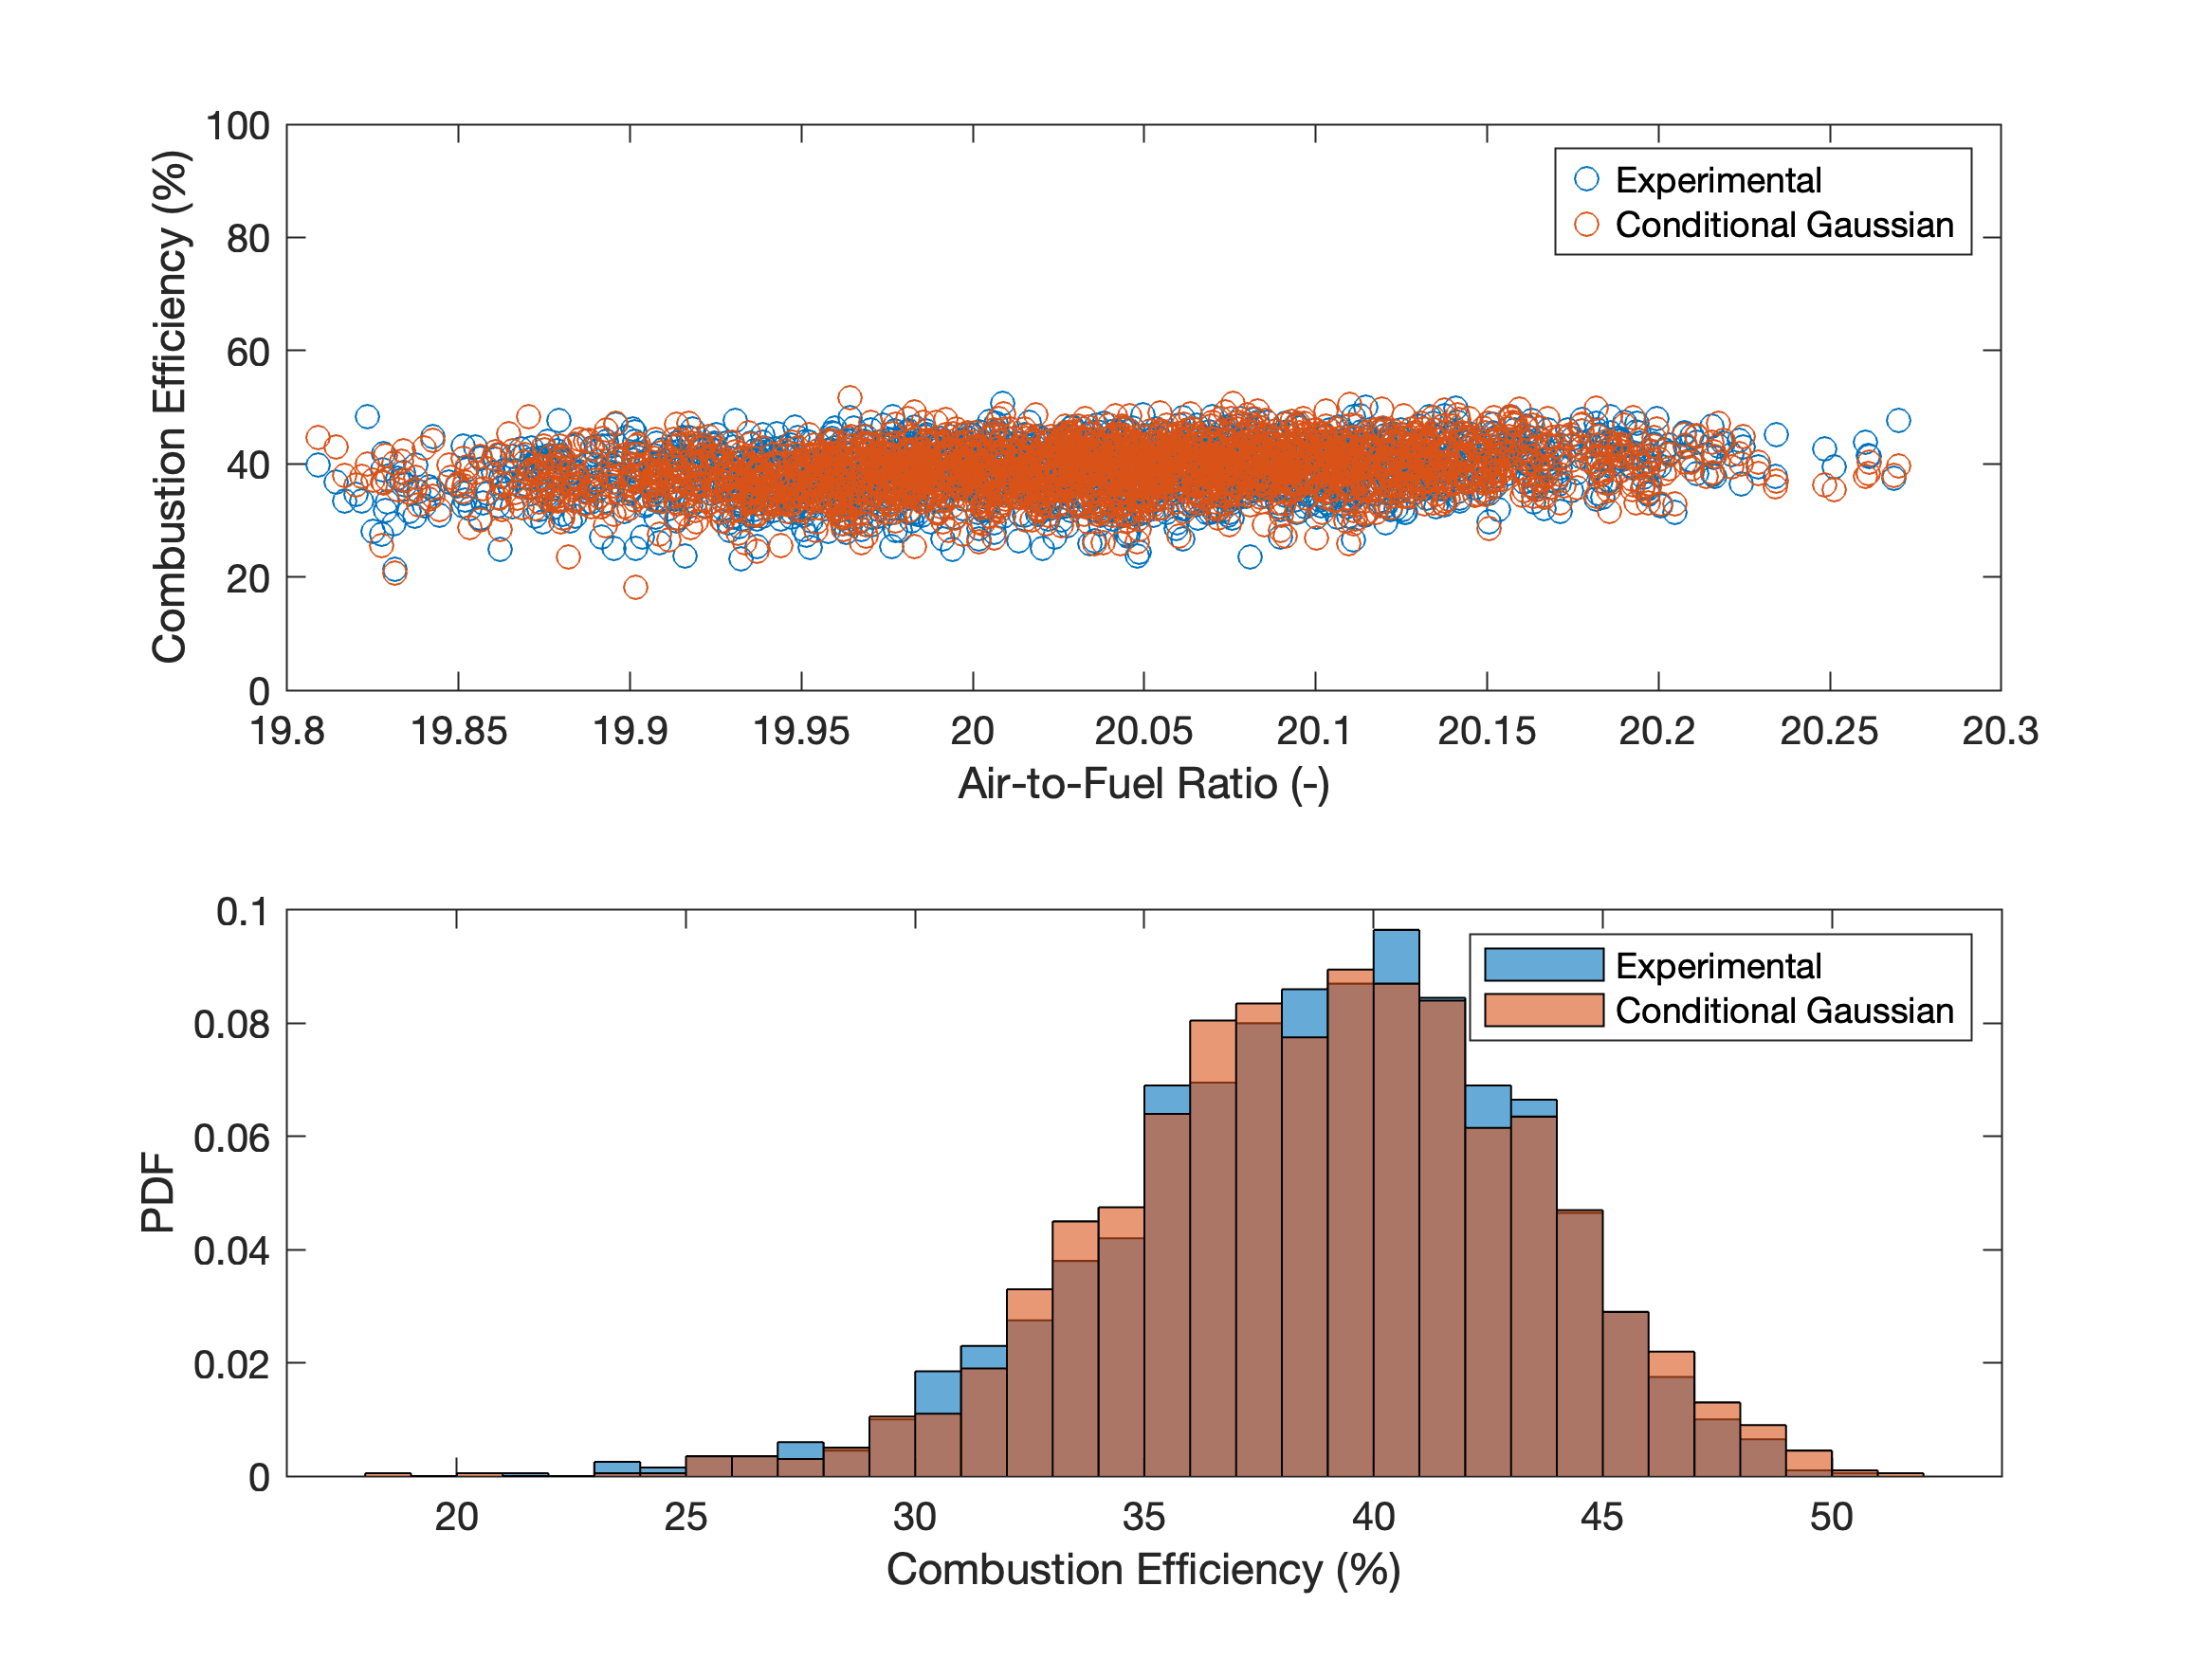 100
80
60
40
20
0
Combustion Efficiency (%)
Experimental
Conditional Gaussian
19.8 19.85 19.9 19.95 20 20.05 20.1 20.15 20.2 20.25 20.3
Air-to-Fuel Ratio (-)
0.1
0.08
0.06
0.04
0.02
0
PDF
Experimental
Conditional Gaussian
20 25 30 35 40 45 50
Combustion Efficiency (%)